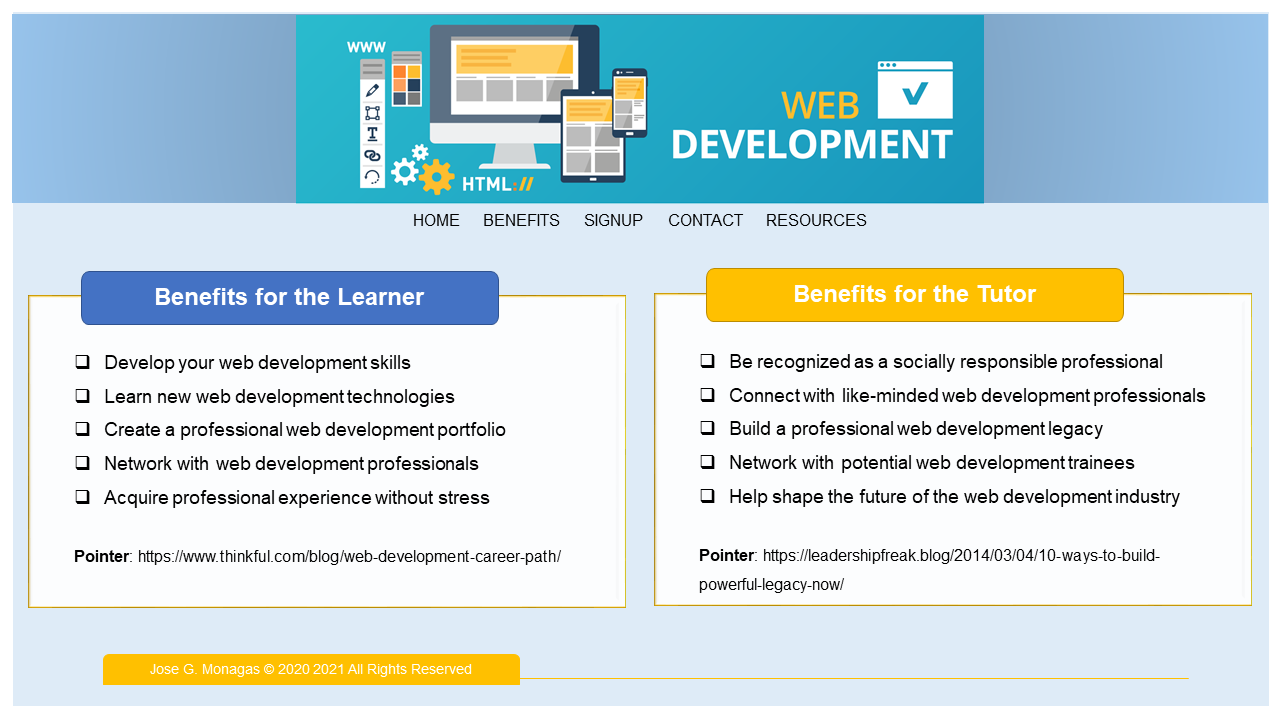 WWW
HTML://
WEB
DEVELOPMENT
HOME BENEFITS SIGNUP CONTACT RESOURCES
Benefits for the Learner
Develop your web development skills
Learn new web development technologies
Create a professional web development portfolio
Network with web development professionals
Acquire professional experience without stress
Pointer: https://www.thinkful.com/blog/web-development-career-path/
Benefits for the Tutor
Be recognized as a socially responsible professional
Connect with like-minded web development professionals
Build a professional web development legacy
Network with potential web development trainees
Help shape the future of the web development industry
Pointer: https://leadershipfreak.blog/2014/03/04/10-ways-to-build-
powerful-legacy-now/
Jose G. Monagas © 2020 2021 All Rights Reserved